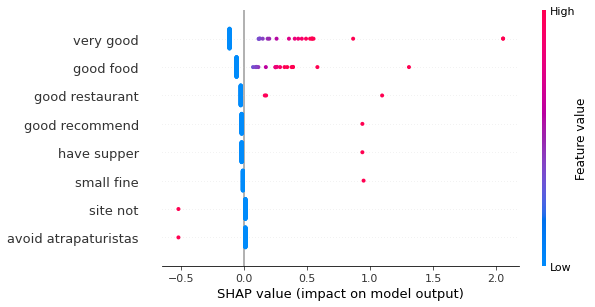 High
very good
good food
good restaurant
good recommend
have supper
small fine
site not
avoid atrapaturistas
Feature value
Low
−0.5 0.0 0.5 1.0 1.5 2.0
SHAP value (impact on model output)